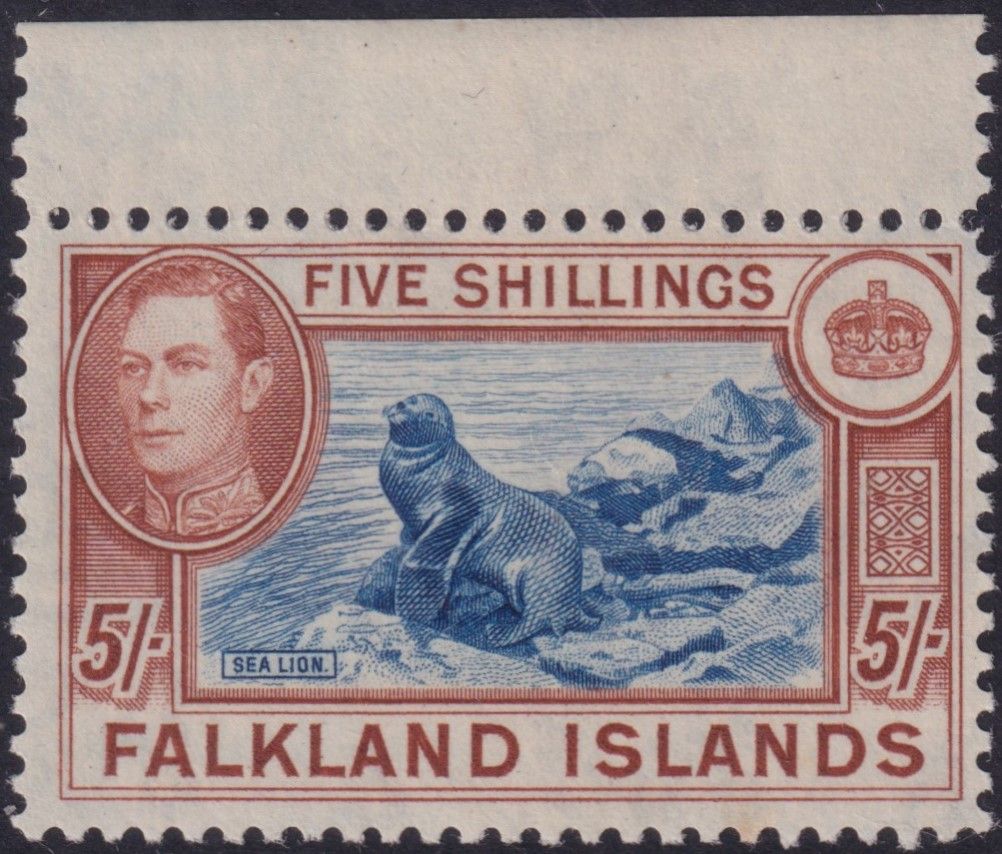 FIVE SHILLINGS
SEA LION.
5/- 5/-
FALKLAND ISLANDS